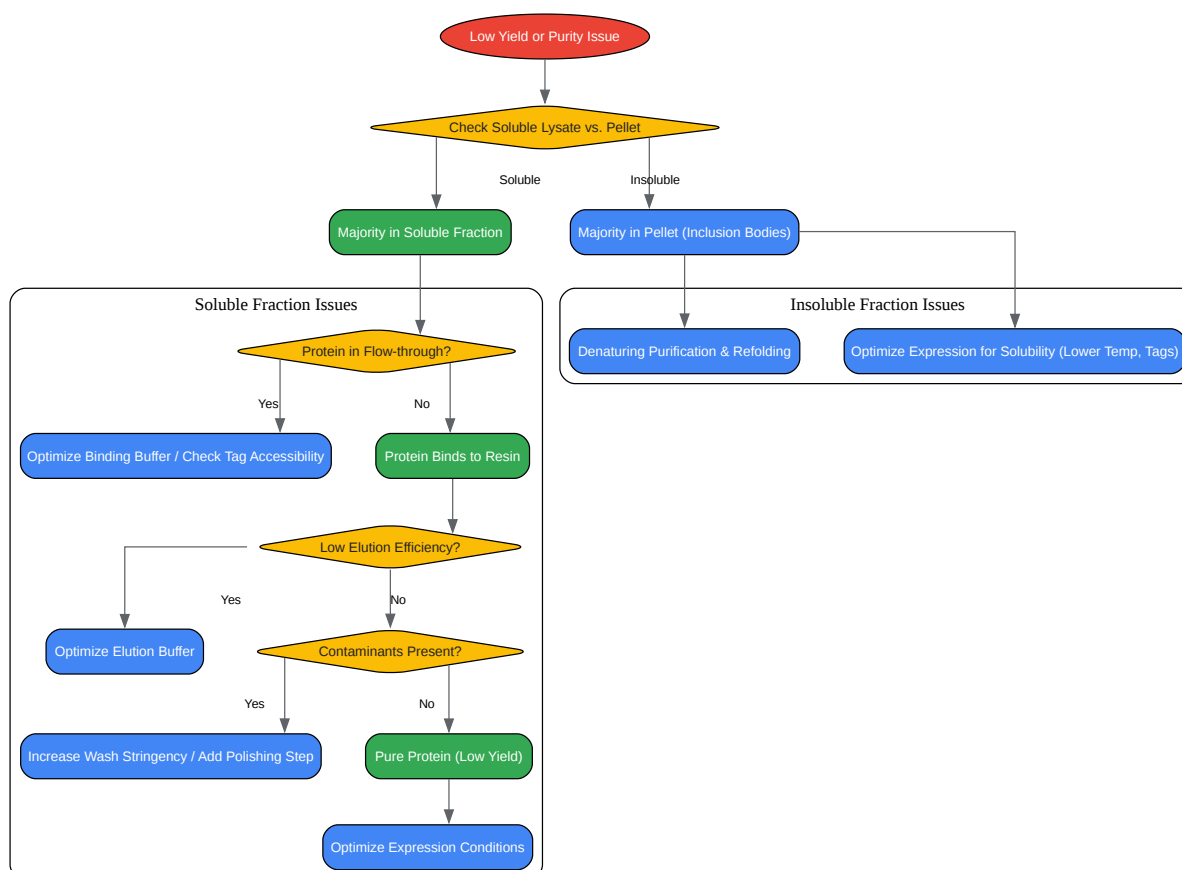 Low Yield or Purity Issue
Check Soluble Lysate vs. Pellet
Soluble
Insoluble
Majority in Soluble Fraction
Majority in Pellet (Inclusion Bodies)
Soluble Fraction Issues
Insoluble Fraction Issues
Protein in Flow-through?
Denaturing Purification & Refolding
Optimize Expression for Solubility (Lower Temp, Tags)
Yes
No
Optimize Binding Buffer / Check Tag Accessibility
Protein Binds to Resin
Low Elution Efficiency?
Yes
No
Optimize Elution Buffer
Contaminants Present?
Yes
No
Increase Wash Stringency / Add Polishing Step
Pure Protein (Low Yield)
Optimize Expression Conditions